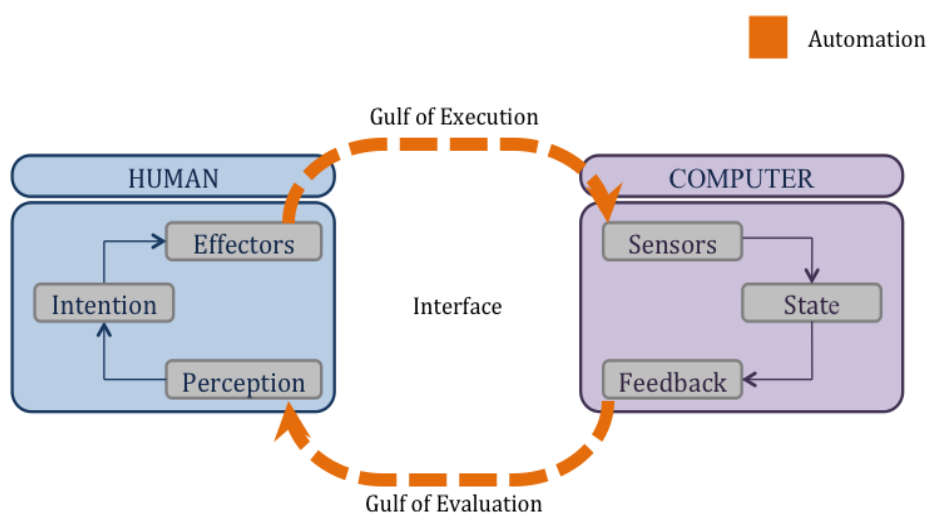 Automation
Gulf of Execution
HUMAN
COMPUTER
Effectors
Sensors
Intention
Interface
State
Perception
Feedback
Gulf of Evaluation